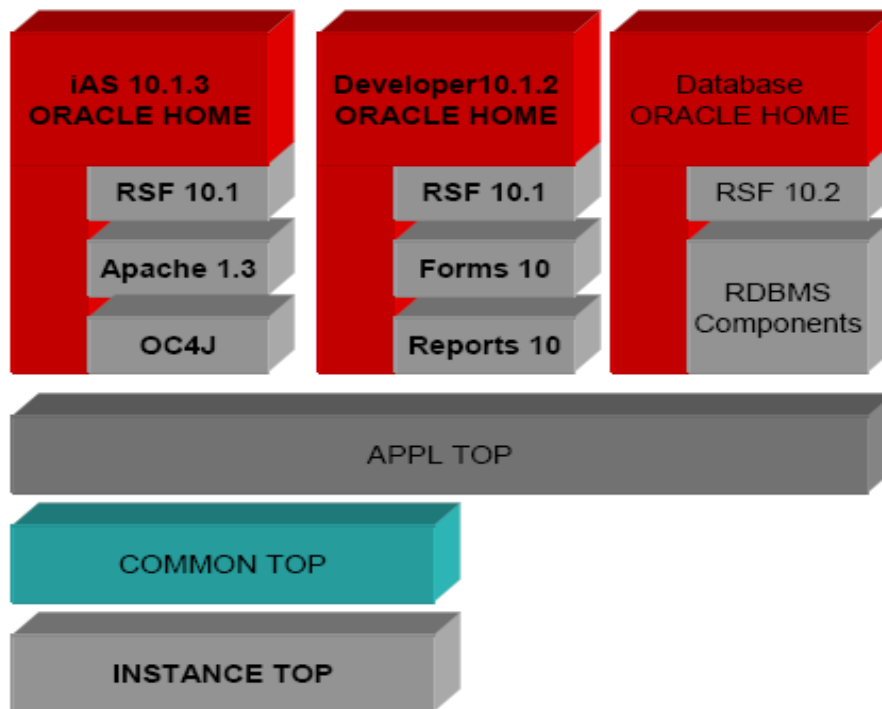 iAS 10.1.3
ORACLE HOME
RSF 10.1
Apache 1.3
OC4J
Developer10.1.2
ORACLE HOME
RSF 10.1
Forms 10
Reports 10
Database
ORACLE HOME
RSF 10.2
RDBMS
Components
APPL TOP
COMMON TOP
INSTANCE TOP